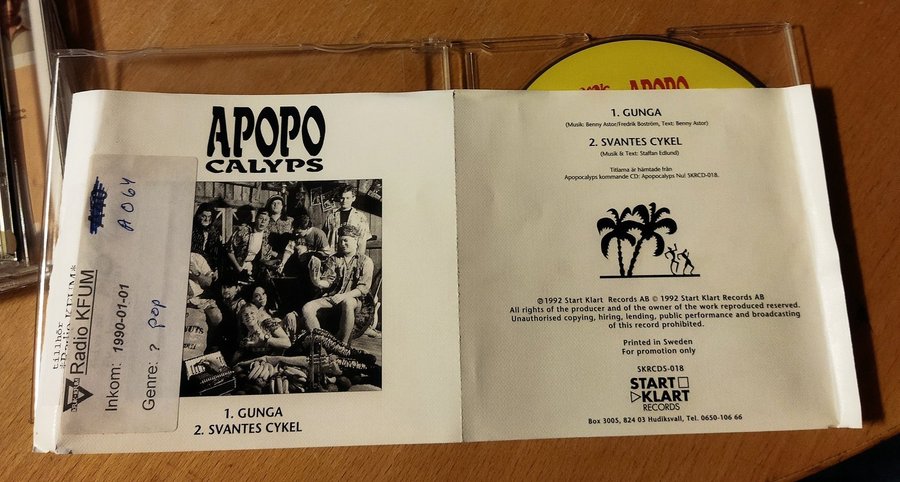 APOPO
CALYPS
A 064
tillhör
*Radio KFUM*
Radio KFUM
Inkom: 1990-01-01
Genre: ? pop
1. GUNGA
2. SVANTES CYKEL
APOPO
1. GUNGA
(Musik: Benny Astor/Fredrik Boström, Text: Benny Astor)
2. SVANTES CYKEL
(Musik & Text: Staffan Edlund)
Titlarna är hämtade från
Apopocalyps kommande CD: Apopocalyps Nu! SKRCD-018.
℗ 1992 Start Klart Records AB © 1992 Start Klart Records AB
All rights of the producer and of the owner of the work reproduced reserved.
Unauthorised copying, hiring, lending, public performance and broadcasting
of this record prohibited.
Printed in Sweden
For promotion only
SKRCDS-018
START
KLART
RECORDS
Box 3005, 824 03 Hudiksvall, Tel. 0650-106 66